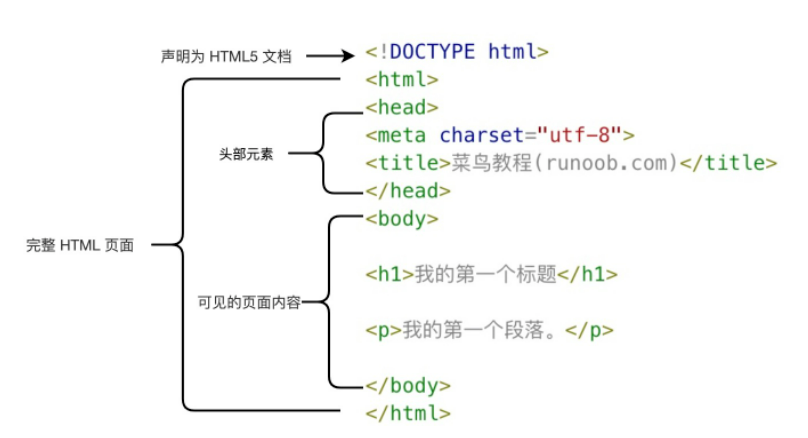 声明为 HTML5 文档
<!DOCTYPE html>
<html>
<head>
<meta charset="utf-8">
头部元素
<title>菜鸟教程(runoob.com)</title>
</head>
<body>
完整 HTML 页面
<h1>我的第一个标题</h1>
可见的页面内容
<p>我的第一个段落。</p>
</body>
</html>